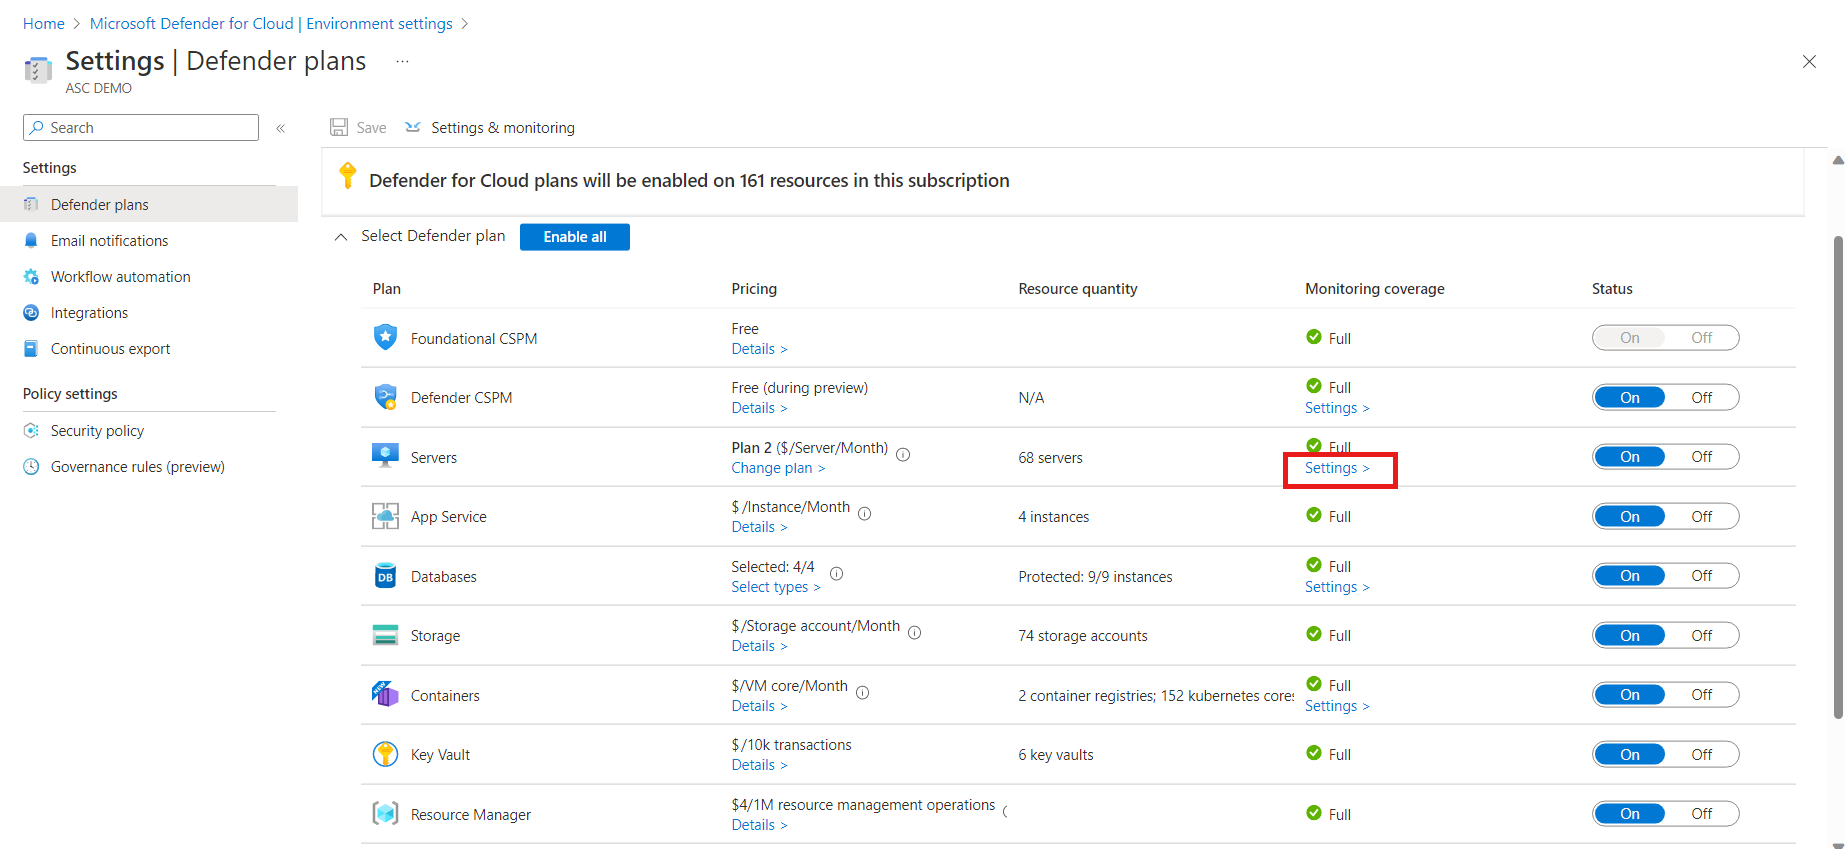 Home > Microsoft Defender for Cloud | Environment settings >
Settings | Defender plans ...
ASC DEMO
Search «
Save Settings & monitoring
Settings
Defender plans
Email notifications
Workflow automation
Integrations
Continuous export
Policy settings
Security policy
Governance rules (preview)
Defender for Cloud plans will be enabled on 161 resources in this subscription
Select Defender plan Enable all
Plan Pricing Resource quantity Monitoring coverage Status
Foundational CSPM Free Full On Off
Details >
Defender CSPM Free (during preview) N/A Full On Off
Details > Settings >
Servers Plan 2 ($/Server/Month) 68 servers Full On Off
Change plan > Settings >
App Service $/Instance/Month 4 instances Full On Off
Details >
DB Databases Selected: 4/4 Protected: 9/9 instances Full On Off
Select types > Settings >
Storage $/Storage account/Month 74 storage accounts Full On Off
Details >
NEW Containers $/VM core/Month 2 container registries; 152 kubernetes cores Full On Off
Details > Settings >
Key Vault $/10k transactions 6 key vaults Full On Off
Details >
Resource Manager $4/1M resource management operations Full On Off
Details >